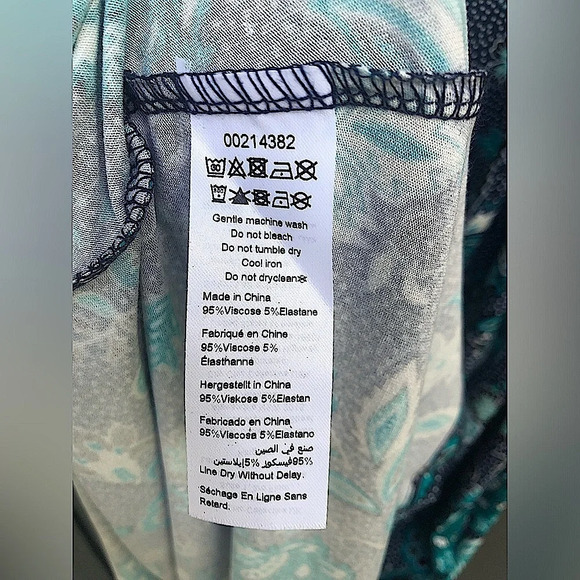 00214382
Gentle machine wash
Do not bleach
Do not tumble dry
Cool iron
Do not dryclean
Made in China
95%Viscose 5%Elastane
Fabriqué en Chine
95%Viscose 5%
Élasthanne
Hergestellt in China
95%Viskose 5%Elastan
Fabricado en China
95%Viscosa 5%Elastano
صنع في الصين
95%فيسكوز 5%إيلاستين
Line Dry Without Delay.
Séchage En Ligne Sans
Retard.